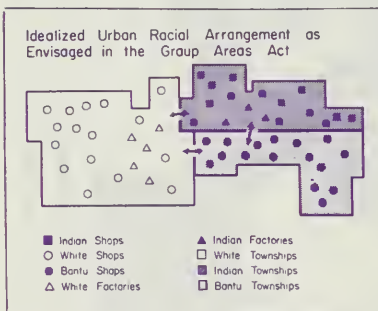 Idealized Urban Racial Arrangement as
Envisaged in the Group Areas Act
Indian Shops
White Shops
Bantu Shops
White Factories
Indian Factories
White Townships
Indian Townships
Bantu Townships